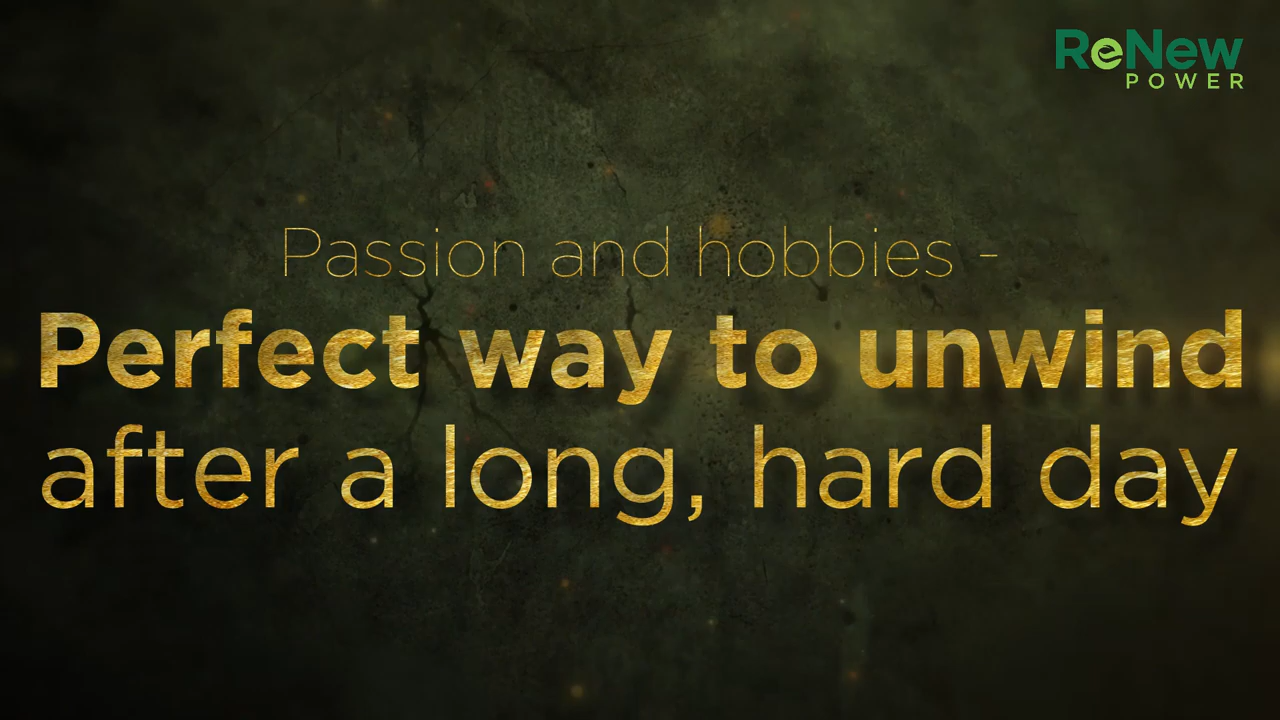 ReNew
POWER
Passion and hobbies -
Perfect way to unwind
after a long, hard day